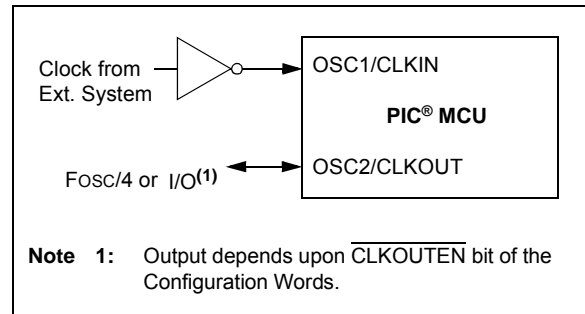 Clock from
Ext. System
OSC1/CLKIN
PIC® MCU
FOSC/4 or I/O(1)
OSC2/CLKOUT
Note 1: Output depends upon CLKOUTEN bit of the
Configuration Words.